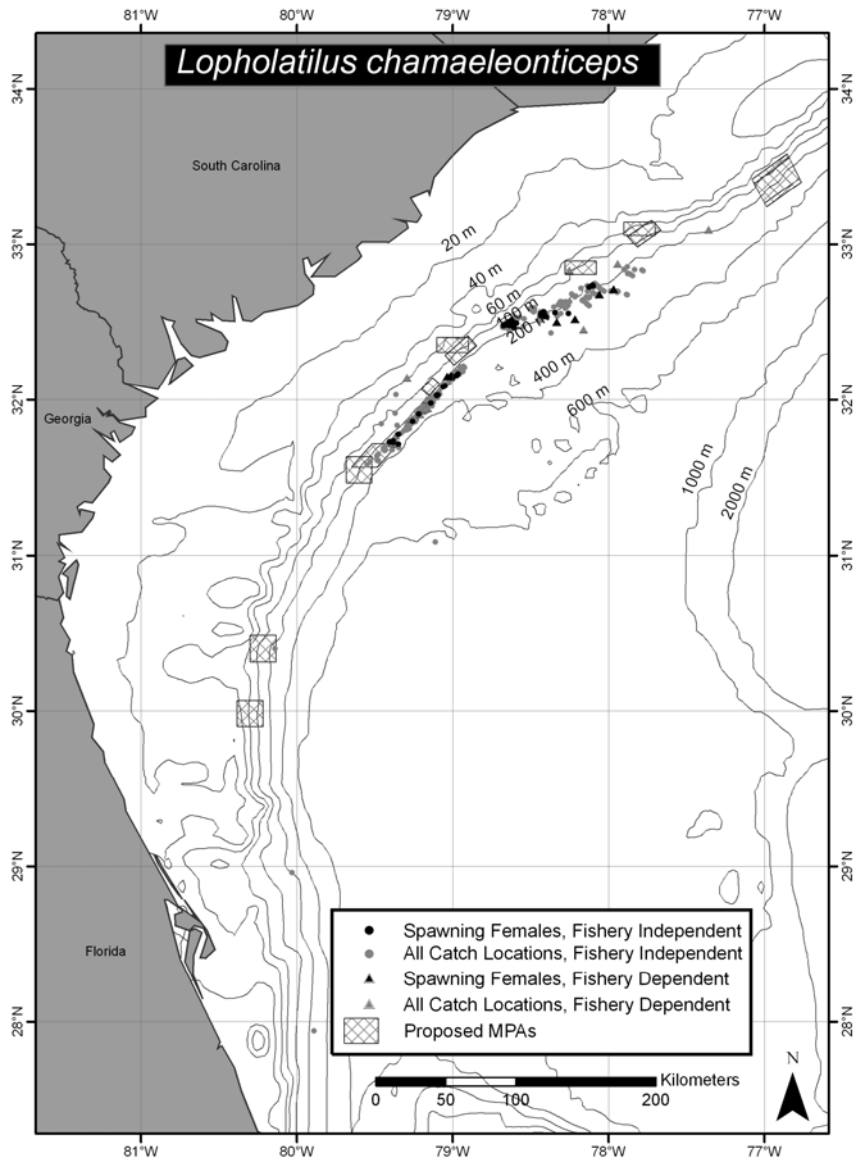 81°W 80°W 79°W 78°W 77°W
Lopholatilus chamaeleonticeps
34°N 34°N
South Carolina
33°N 33°N
20 m
40 m
60 m
100 m
200 m
400 m
32°N 32°N
600 m
Georgia
1000 m
2000 m
31°N 31°N
30°N 30°N
29°N 29°N
Florida
Spawning Females, Fishery Independent
All Catch Locations, Fishery Independent
Spawning Females, Fishery Dependent
All Catch Locations, Fishery Dependent
Proposed MPAs
28°N 28°N
N
Kilometers
0 50 100 200
81°W 80°W 79°W 78°W 77°W